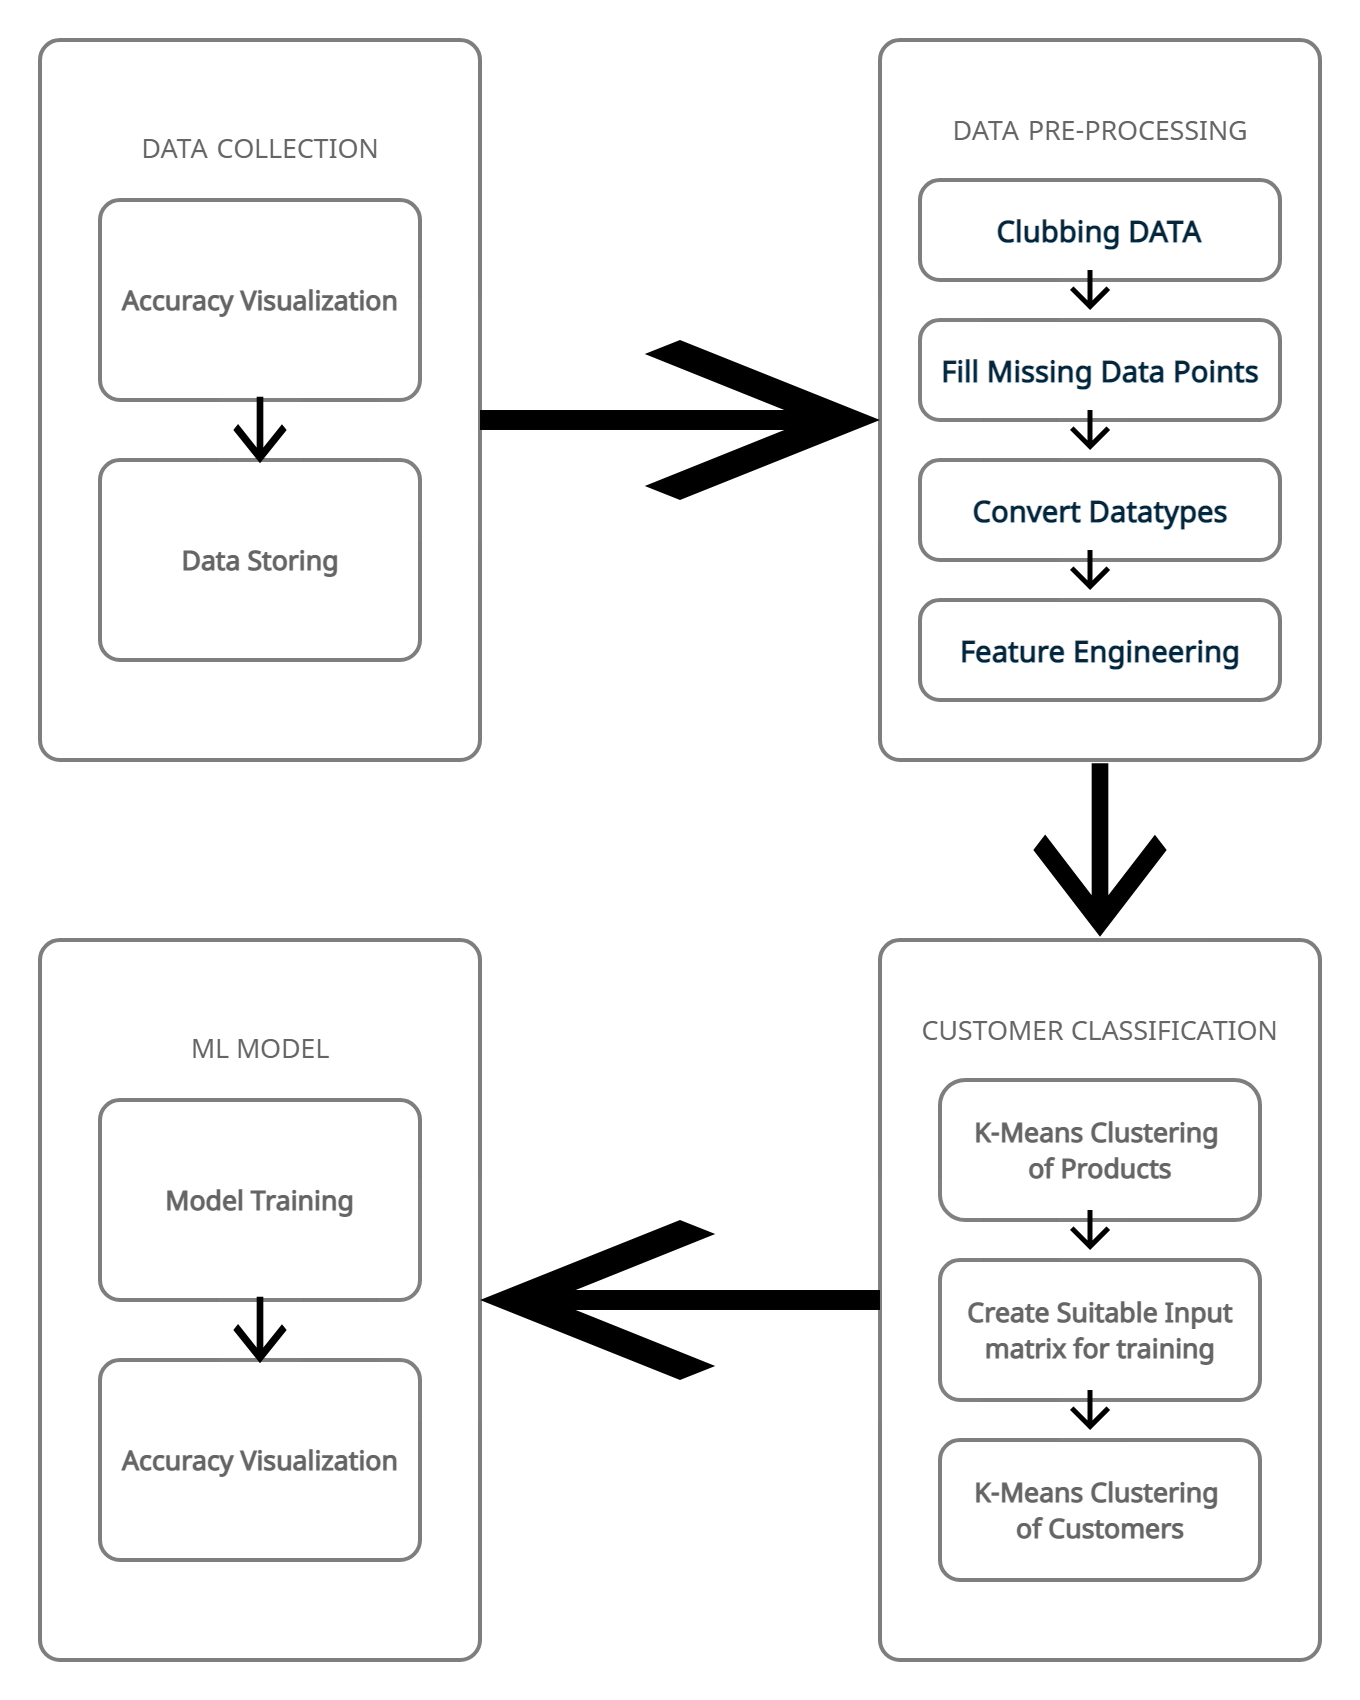 DATA COLLECTION
Accuracy Visualization
Data Storing
DATA PRE-PROCESSING
Clubbing DATA
Fill Missing Data Points
Convert Datatypes
Feature Engineering
CUSTOMER CLASSIFICATION
K-Means Clustering
of Products
Create Suitable Input
matrix for training
K-Means Clustering
of Customers
ML MODEL
Model Training
Accuracy Visualization